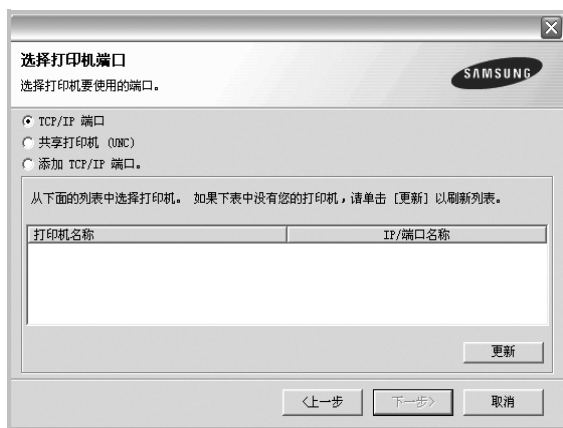 选择打印机端口
选择打印机要使用的端口。
SAMSUNG
TCP/IP 端口
共享打印机 (UNC)
添加 TCP/IP 端口。
从下面的列表中选择打印机。 如果下表中没有您的打印机，请单击 [更新] 以刷新列表。
打印机名称 IP/端口名称
更新
<上一步 下一步> 取消